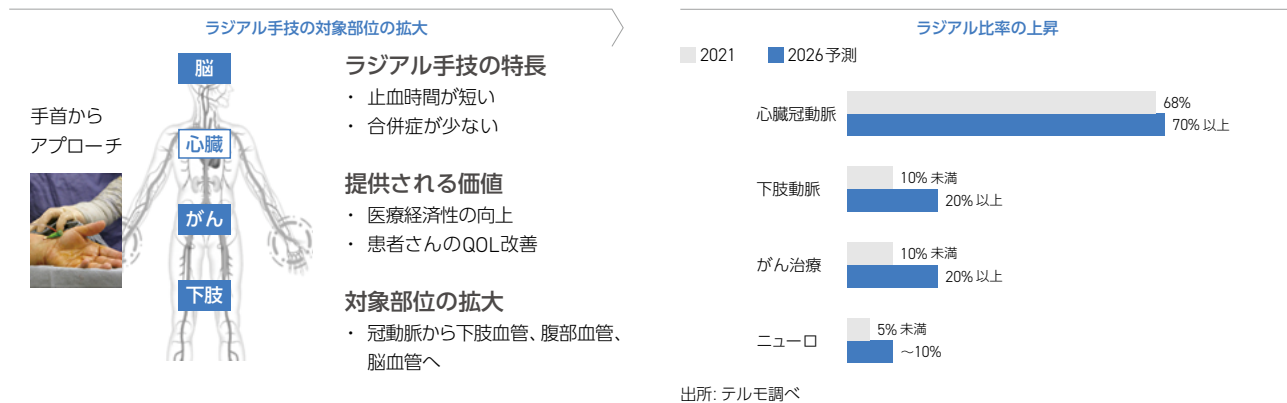 ラジアル手技の対象部位の拡大
手首から
アプローチ
脳
心臓
がん
下肢
ラジアル手技の特長
・ 止血時間が短い
・ 合併症が少ない
提供される価値
・ 医療経済性の向上
・ 患者さんのQOL改善
対象部位の拡大
・ 冠動脈から下肢血管、腹部血管、
脳血管へ
ラジアル比率の上昇
2021 2026予測
心臓冠動脈
68%
70% 以上
下肢動脈
10% 未満
20% 以上
がん治療
10% 未満
20% 以上
ニューロ
5% 未満
～10%
出所: テルモ調べ